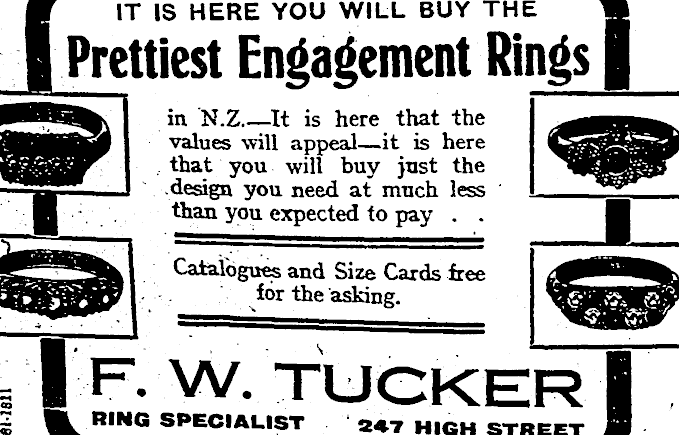 IT IS HERE YOU WILL BUY THE
Prettiest Engagement Rings
in N.Z.—It is here that the
values will appeal—it is here
that you will buy just the
design you need at much less
than you expected to pay . .
Catalogues and Size Cards free
for the asking.
F. W. TUCKER
RING SPECIALIST 247 HIGH STREET